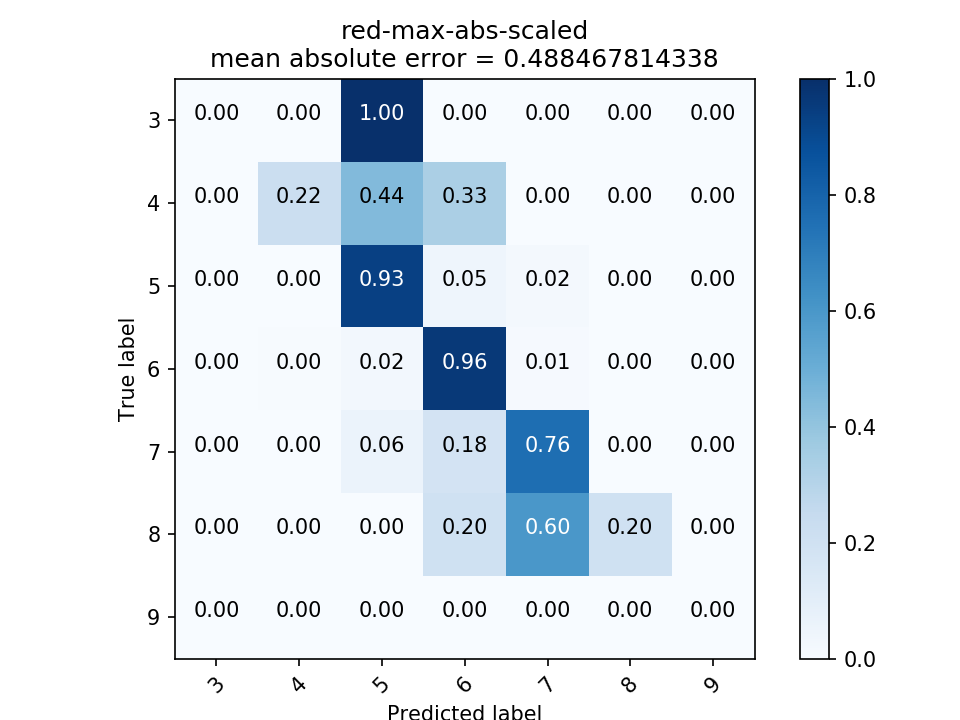 red-max-abs-scaled
mean absolute error = 0.488467814338
3 0.00 0.00 1.00 0.00 0.00 0.00 0.00
4 0.00 0.22 0.44 0.33 0.00 0.00 0.00
5 0.00 0.00 0.93 0.05 0.02 0.00 0.00
6 0.00 0.00 0.02 0.96 0.01 0.00 0.00
7 0.00 0.00 0.06 0.18 0.76 0.00 0.00
8 0.00 0.00 0.00 0.20 0.60 0.20 0.00
9 0.00 0.00 0.00 0.00 0.00 0.00 0.00
3 4 5 6 7 8 9
True label
Predicted label
1.0
0.8
0.6
0.4
0.2
0.0